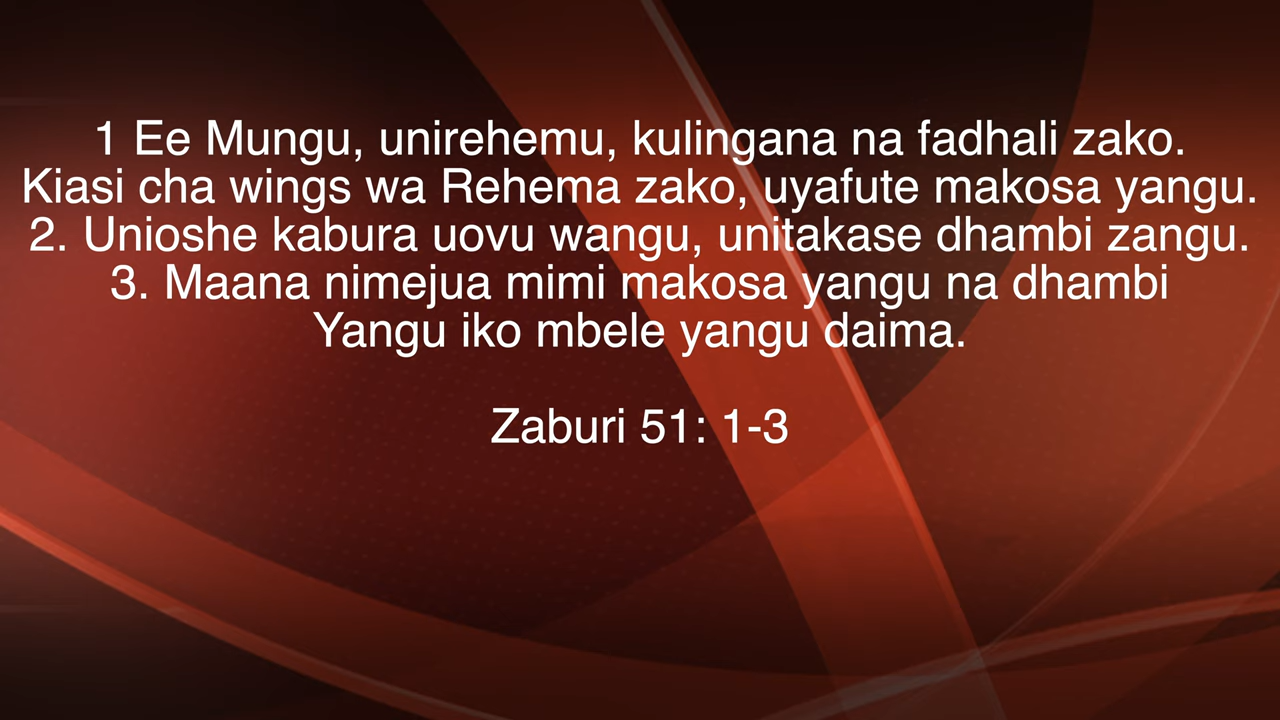 1 Ee Mungu, unirehemu, kulingana na fadhali zako.
Kiasi cha wings wa Rehema zako, uyafute makosa yangu.
2. Unioshe kabura uovu wangu, unitakase dhambi zangu.
3. Maana nimejua mimi makosa yangu na dhambi
Yangu iko mbele yangu daima.
Zaburi 51: 1-3